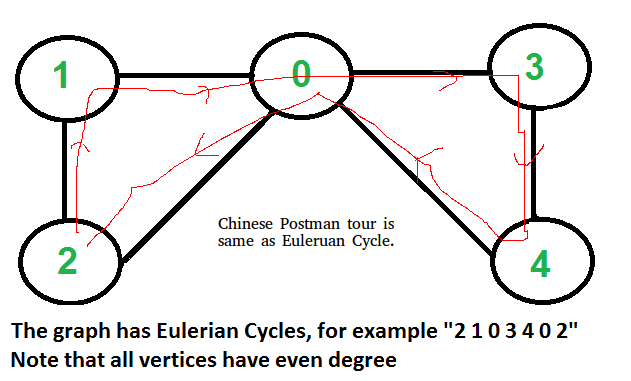 1
0
3
2
4
Chinese Postman tour is
same as Euleruan Cycle.
The graph has Eulerian Cycles, for example "2 1 0 3 4 0 2"
Note that all vertices have even degree